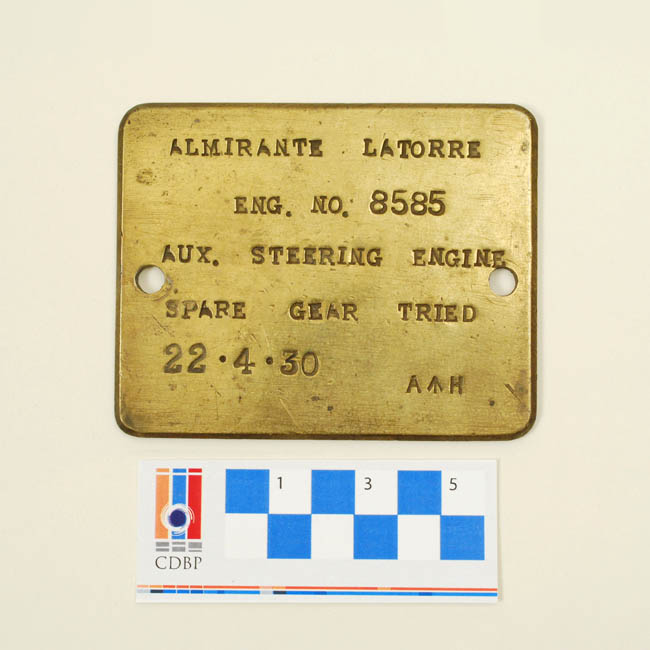 ALMIRANTE LATORRE
ENG. NO. 8585
AUX. STEERING ENGINE
SPARE GEAR TRIED
22·4·30
A↑H
1 3 5
CDBP